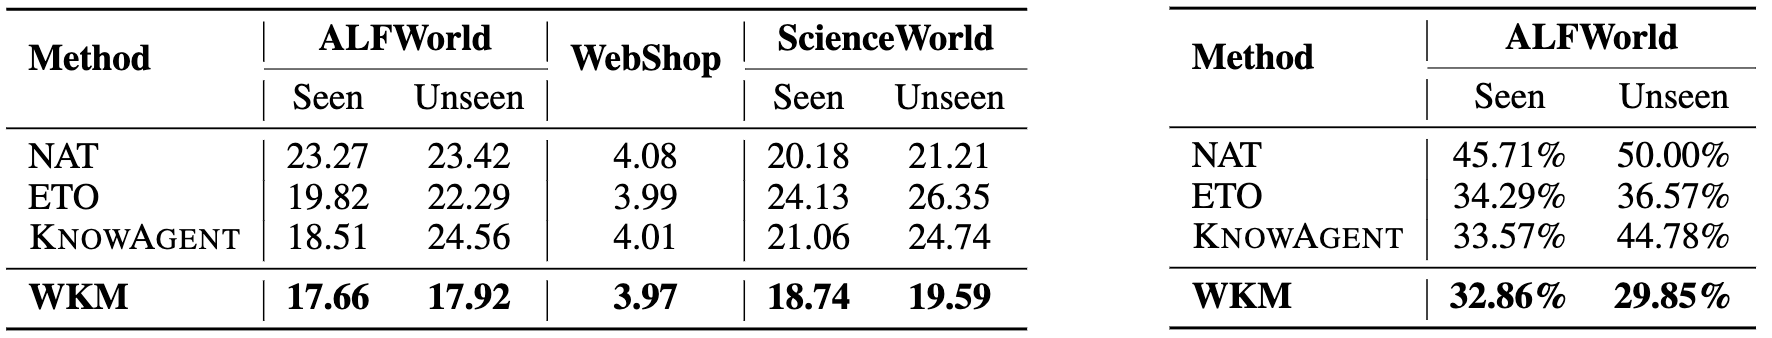 Method ALFWorld WebShop ScienceWorld
Seen Unseen Seen Unseen
NAT 23.27 23.42 4.08 20.18 21.21
ETO 19.82 22.29 3.99 24.13 26.35
KNOWAGENT 18.51 24.56 4.01 21.06 24.74
WKM 17.66 17.92 3.97 18.74 19.59
Method ALFWorld
Seen Unseen
NAT 45.71% 50.00%
ETO 34.29% 36.57%
KNOWAGENT 33.57% 44.78%
WKM 32.86% 29.85%